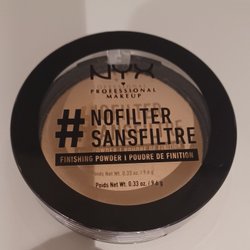 NYX
PROFESSIONAL
MAKEUP
#NOFILTER
SANSFILTRE
FINISHING POWDER | POUDRE DE FINITION
Poids Net Wt. 0.33 oz. / 9.6 g